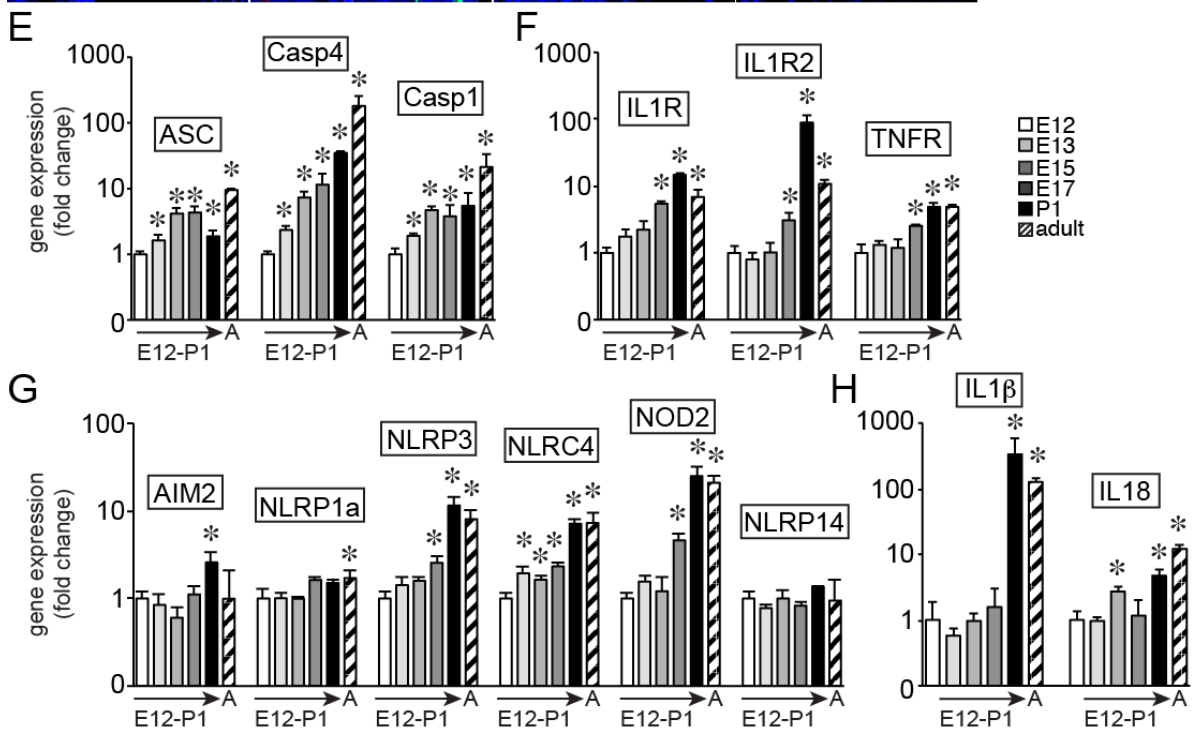 E
gene expression
(fold change)
1000
100
10
1
0
ASC
Casp4
Casp1
* * * * *
* * * * *
* * * * *
E12-P1
A
E12-P1
A
E12-P1
A
F
1000
100
10
1
0
IL1R
IL1R2
TNFR
* * *
* * *
* * *
E12-P1
A
E12-P1
A
E12-P1
A
E12
E13
E15
E17
P1
adult
G
gene expression
(fold change)
100
10
1
0
AIM2
NLRP1a
NLRP3
NLRC4
NOD2
NLRP14
*
*
* * *
* * * * *
* * *
E12-P1
A
E12-P1
A
E12-P1
A
E12-P1
A
E12-P1
A
E12-P1
A
H
1000
100
10
1
0
IL1β
IL18
* *
* * *
E12-P1
A
E12-P1
A